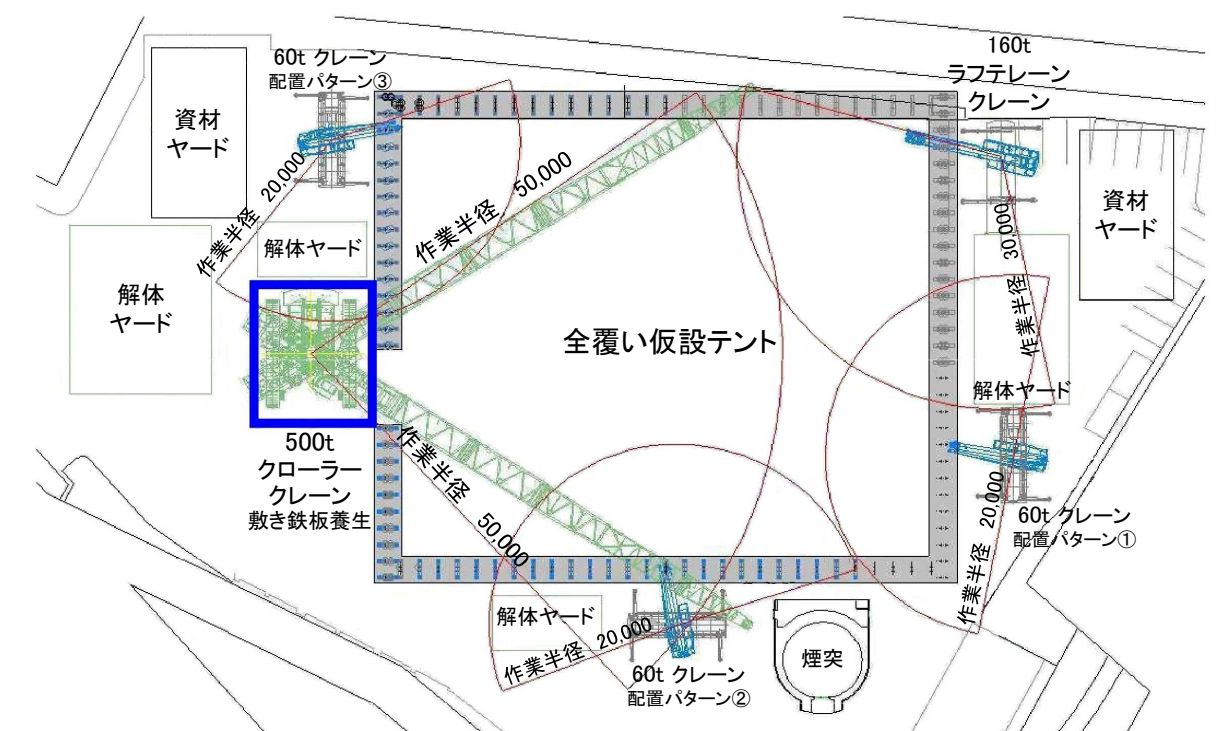 60t クレーン
配置パターン③
160t
ラフテレーン
クレーン
資材
ヤード
資材
ヤード
作業半径 20,000
作業半径 50,000
作業半径 30,000
解体ヤード
解体
ヤード
全覆い仮設テント
解体ヤード
500t
クローラー
クレーン
敷き鉄板養生
作業半径 50,000
作業半径 20,000
60t クレーン
配置パターン①
解体ヤード
作業半径 20,000
60t クレーン
配置パターン②
煙突